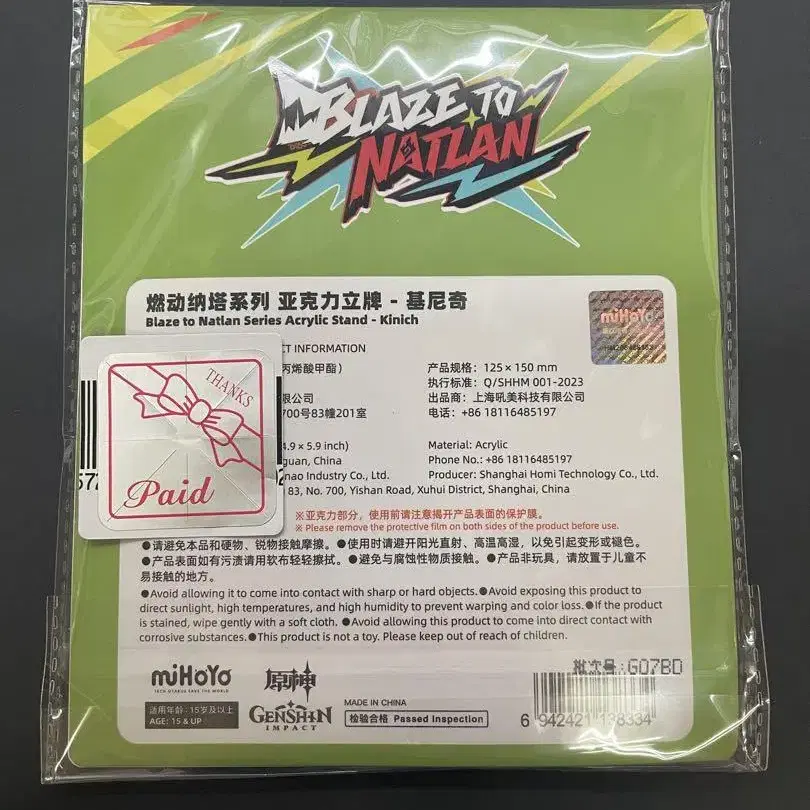 BLAZE TO
NATLAN
燃动纳塔系列 亚克力立牌 - 基尼奇
Blaze to Natlan Series Acrylic Stand - Kinich
miHoYo
CT INFORMATION
丙烯酸甲酯）
产品规格：125×150 mm
执行标准：Q/SHHM 001-2023
限公司
出品商：上海吼美科技有限公司
700号83幢201室
电话：+86 18116485197
THANKS
Paid
4.9 × 5.9 inch)
Material: Acrylic
guan, China
Phone No.: +86 18116485197
nao Industry Co., Ltd.
Producer: Shanghai Homi Technology Co., Ltd.
83, No. 700, Yishan Road, Xuhui District, Shanghai, China
※亚克力部分，使用前请注意揭开产品表面的保护膜。
※ Please remove the protective film on both sides of the product before use.
●请避免本品和硬物、锐物接触摩擦。●使用时请避开阳光直射、高温高湿，以免引起变形或褪色。
●产品表面如有污渍请用软布轻轻擦拭。●避免与腐蚀性物质接触。●产品非玩具，请放置于儿童不
易接触的地方。
●Avoid allowing it to come into contact with sharp or hard objects.●Avoid exposing this product to
direct sunlight, high temperatures, and high humidity to prevent warping and color loss.●If the product
is stained, wipe gently with a soft cloth. ●Avoid allowing this product to come into direct contact with
corrosive substances.●This product is not a toy. Please keep out of reach of children.
批次号:G07BD
miHoYo
TECH OTAKUS SAVE THE WORLD
原神
GENSHIN
IMPACT
适用年龄：15岁及以上
AGE: 15 & UP
MADE IN CHINA
检验合格 Passed Inspection
6 942421 138334